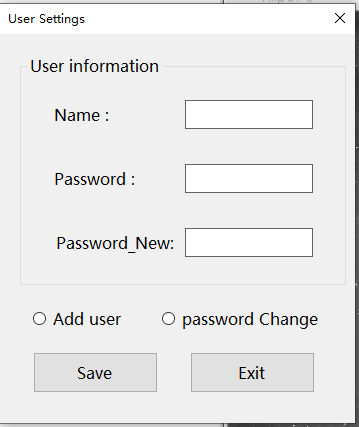 User Settings
User information
Name :
Password :
Password_New:
Add user
password Change
Save
Exit